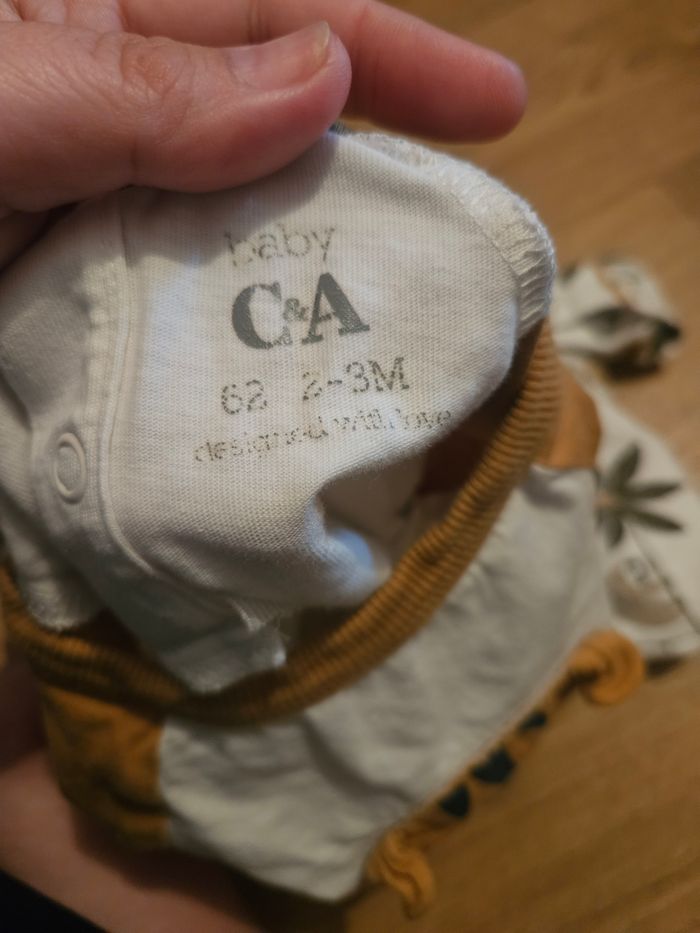 baby
C&A
62 2-3M
designed with love